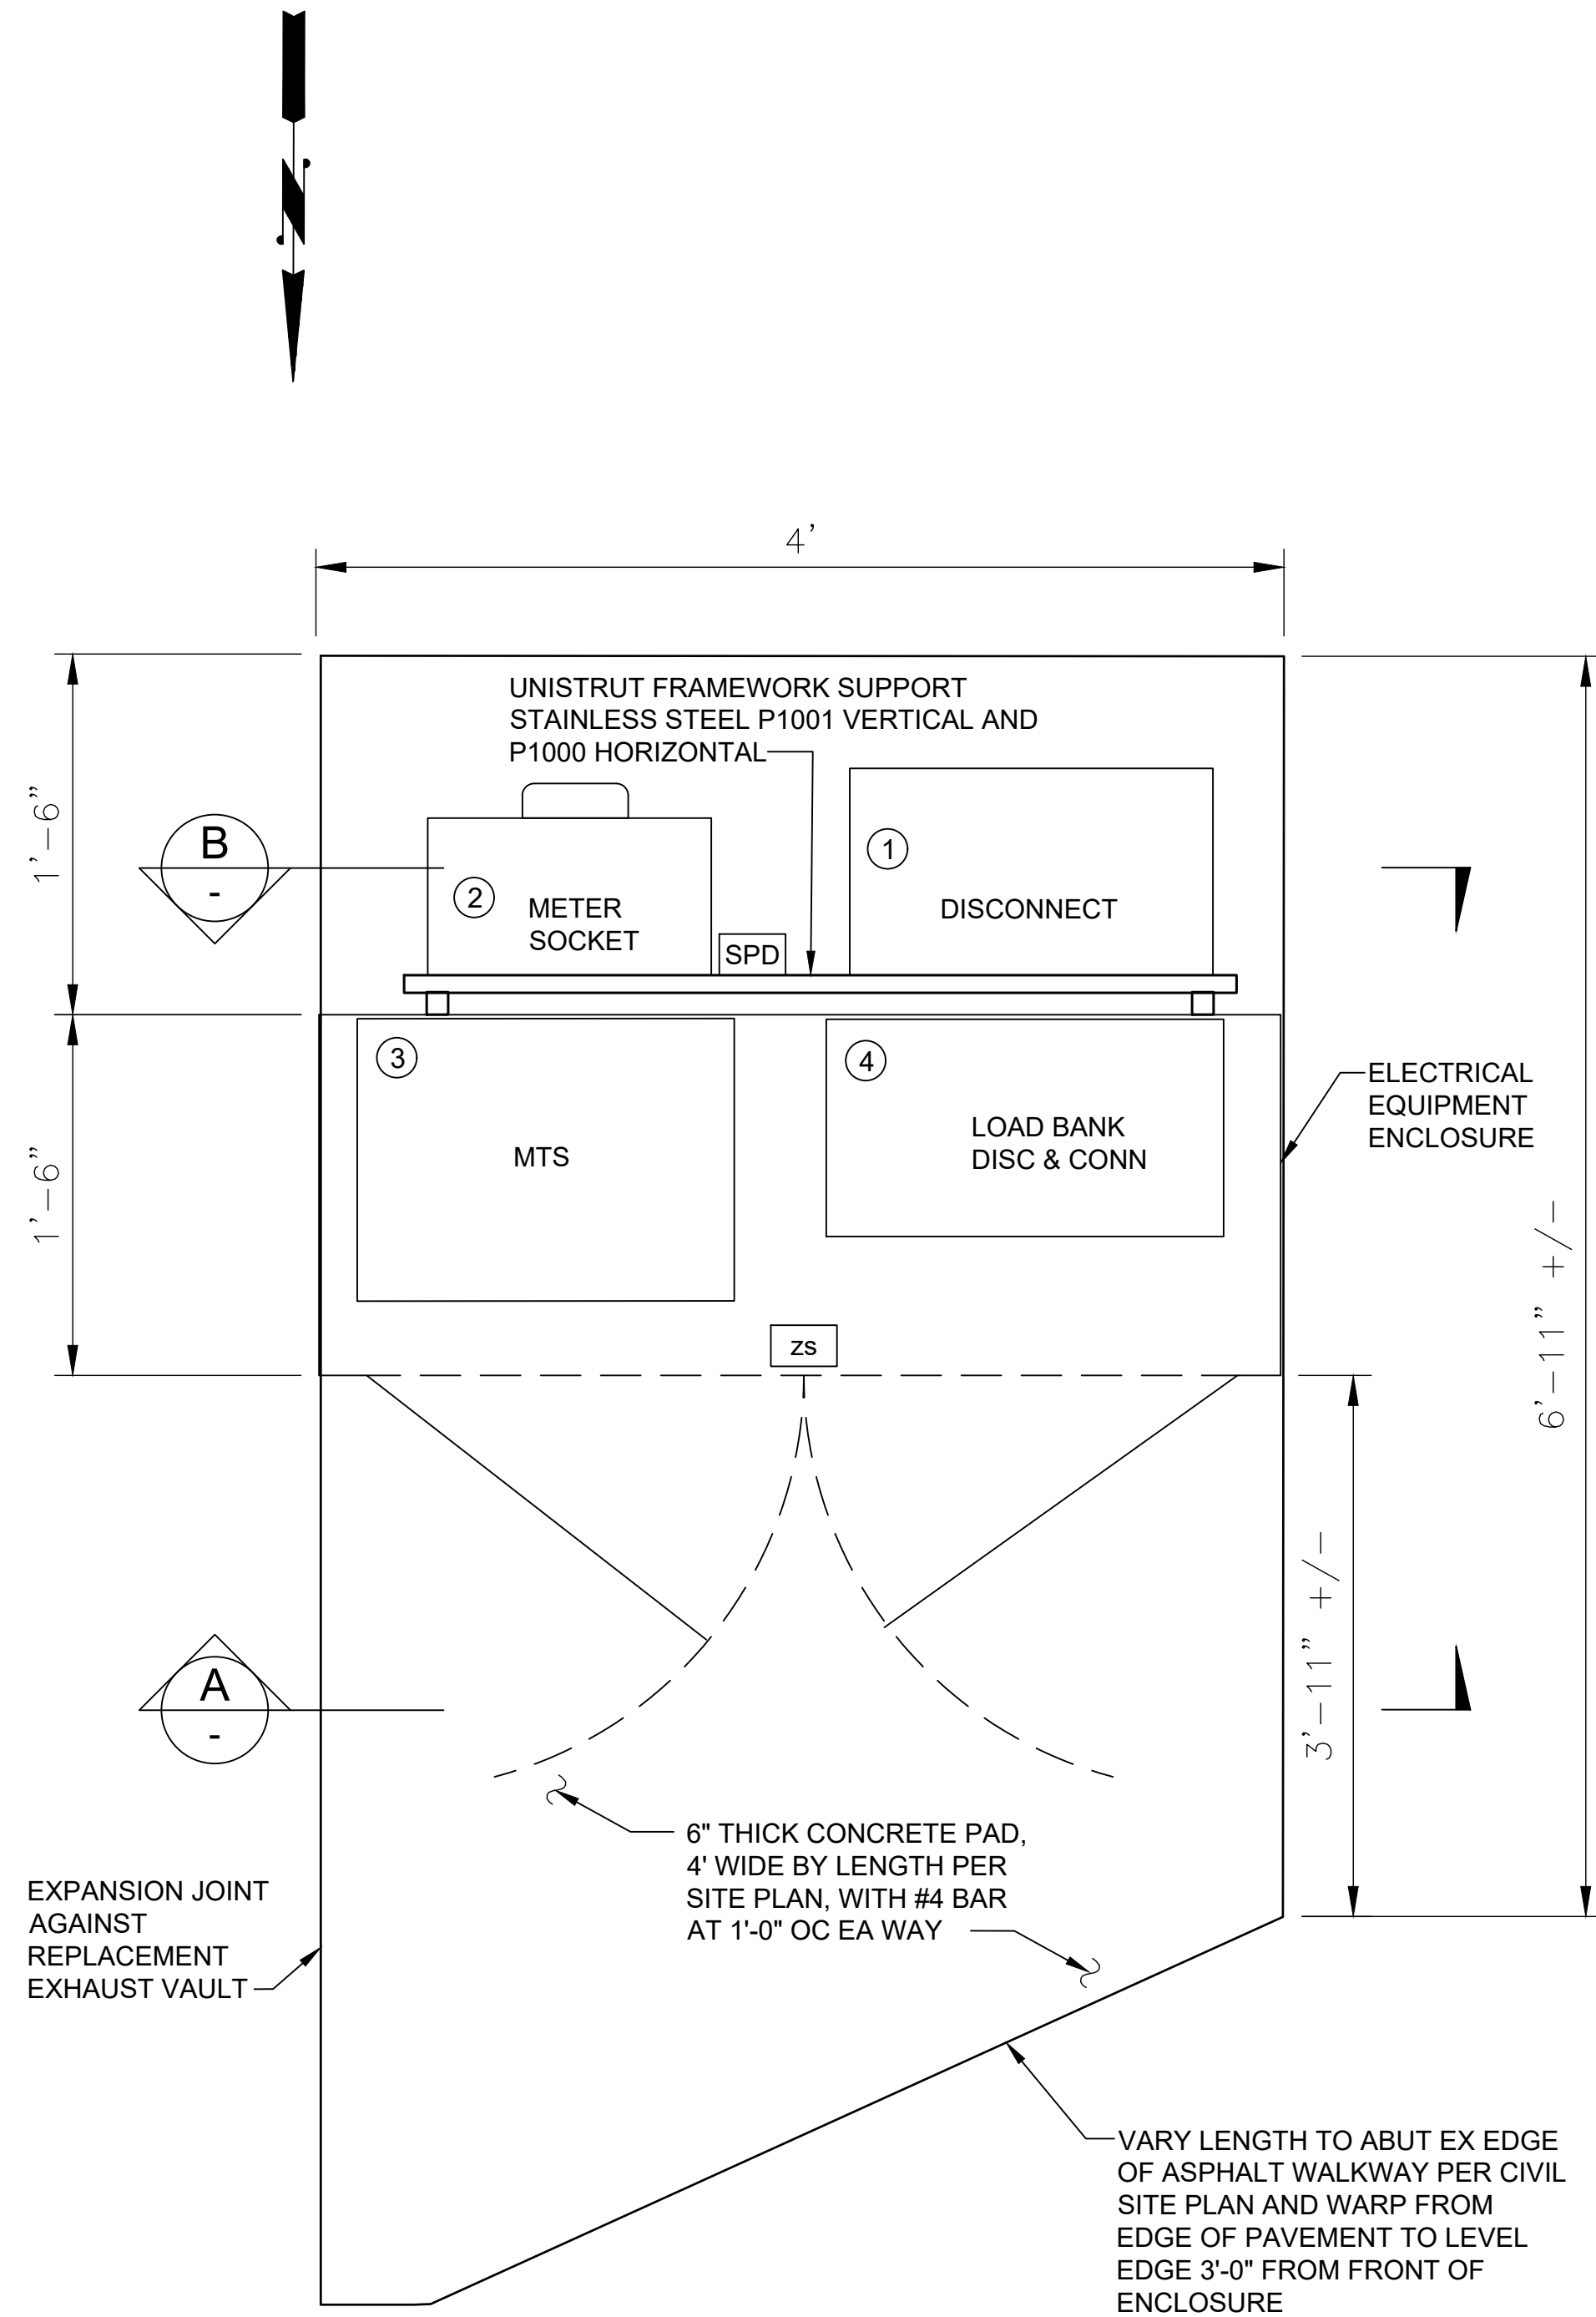 N
4'
UNISTRUT FRAMEWORK SUPPORT
STAINLESS STEEL P1001 VERTICAL AND
P1000 HORIZONTAL
1'-6"
B
-
1
2
METER
SOCKET
DISCONNECT
SPD
3
4
MTS
LOAD BANK
DISC & CONN
ELECTRICAL
EQUIPMENT
ENCLOSURE
1'-6"
6'-11" +/-
zs
3'-11" +/-
A
-
6" THICK CONCRETE PAD,
4' WIDE BY LENGTH PER
SITE PLAN, WITH #4 BAR
AT 1'-0" OC EA WAY
EXPANSION JOINT
AGAINST
REPLACEMENT
EXHAUST VAULT
VARY LENGTH TO ABUT EX EDGE
OF ASPHALT WALKWAY PER CIVIL
SITE PLAN AND WARP FROM
EDGE OF PAVEMENT TO LEVEL
EDGE 3'-0" FROM FRONT OF
ENCLOSURE